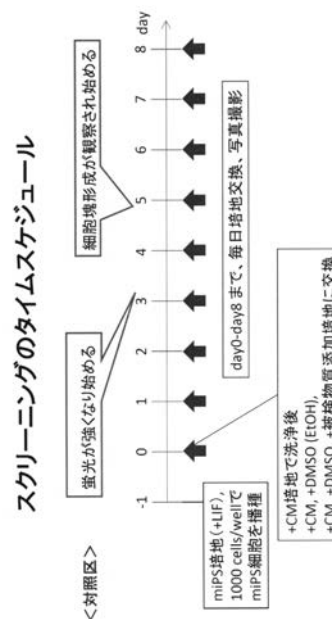 スクリーニングのタイムスケジュール
<対照区>
蛍光が強くなり始める
細胞塊形成が観察され始める
-1 0 1 2 3 4 5 6 7 8 day
miPS培地(+LIF),
1000 cells/wellで
miPS細胞を播種
day0-day8まで、毎日培地交換、写真撮影
+CM培地で洗浄後
+CM, +DMSO (EtOH),
+CM, +DMSO, +被検物質添加培地に交換